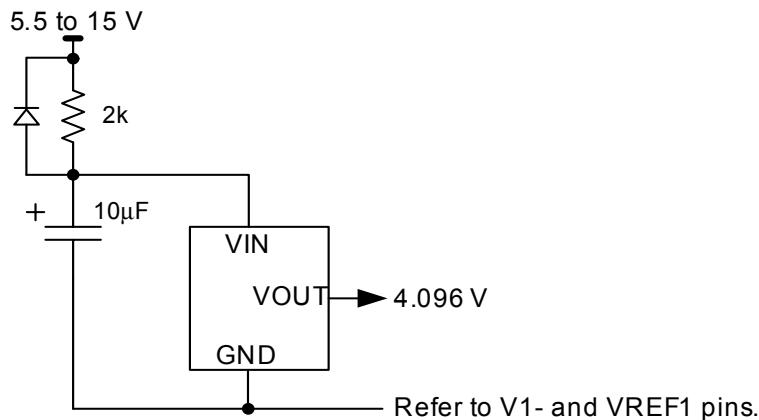 5.5 to 15 V
2k
+
10μF
VIN
VOUT
4.096 V
GND
Refer to V1- and VREF1 pins.